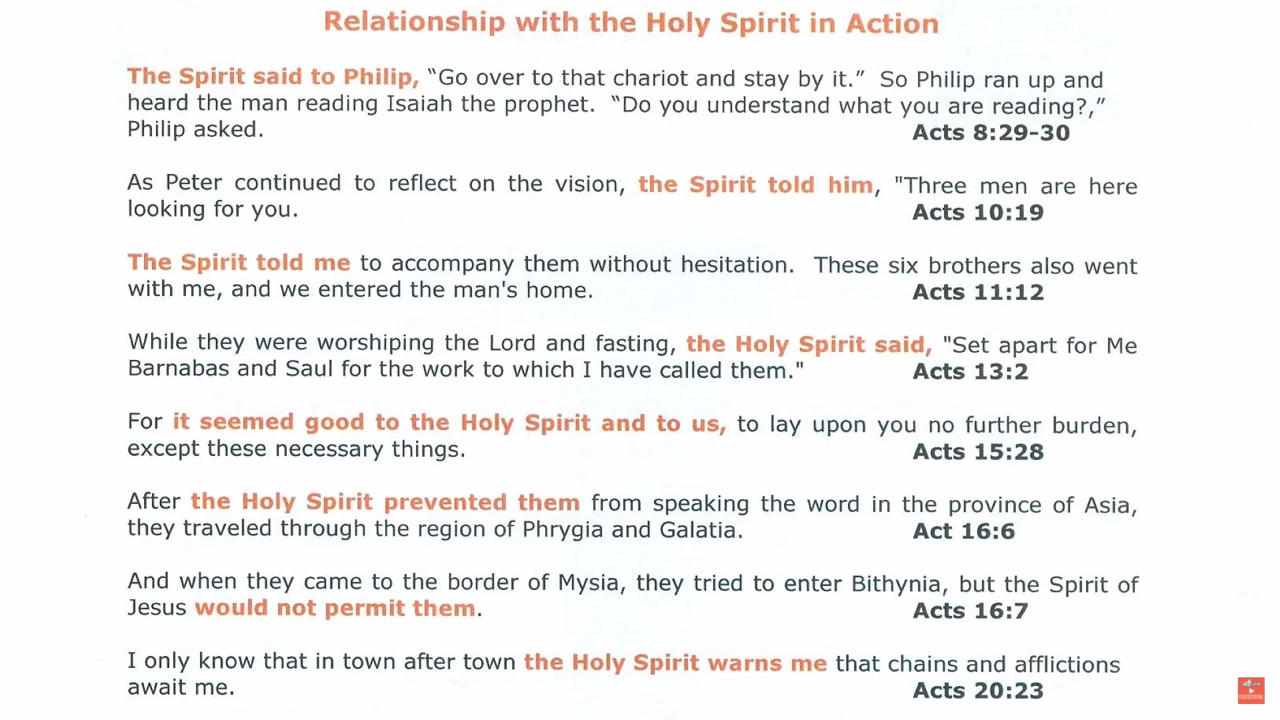 Relationship with the Holy Spirit in Action
The Spirit said to Philip, “Go over to that chariot and stay by it.” So Philip ran up and
heard the man reading Isaiah the prophet. “Do you understand what you are reading?,”
Philip asked. Acts 8:29-30
As Peter continued to reflect on the vision, the Spirit told him, "Three men are here
looking for you. Acts 10:19
The Spirit told me to accompany them without hesitation. These six brothers also went
with me, and we entered the man's home. Acts 11:12
While they were worshiping the Lord and fasting, the Holy Spirit said, "Set apart for Me
Barnabas and Saul for the work to which I have called them." Acts 13:2
For it seemed good to the Holy Spirit and to us, to lay upon you no further burden,
except these necessary things. Acts 15:28
After the Holy Spirit prevented them from speaking the word in the province of Asia,
they traveled through the region of Phrygia and Galatia. Act 16:6
And when they came to the border of Mysia, they tried to enter Bithynia, but the Spirit of
Jesus would not permit them. Acts 16:7
I only know that in town after town the Holy Spirit warns me that chains and afflictions
await me. Acts 20:23
SUBSCRIBE